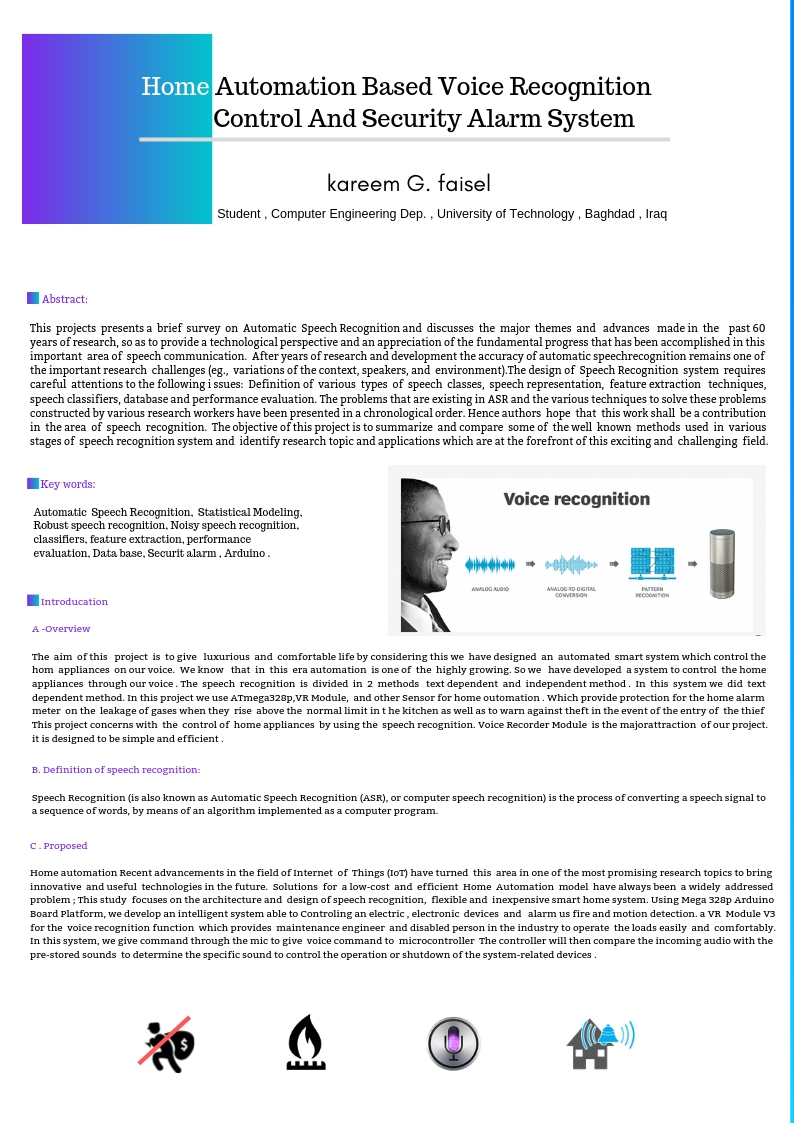 Home Automation Based Voice Recognition
Control And Security Alarm System
kareem G. faisel
Student , Computer Engineering Dep. , University of Technology , Baghdad , Iraq
Abstract:
This projects presents a brief survey on Automatic Speech Recognition and discusses the major themes and advances made in the past 60
years of research, so as to provide a technological perspective and an appreciation of the fundamental progress that has been accomplished in this
important area of speech communication. After years of research and development the accuracy of automatic speechrecognition remains one of
the important research challenges (eg., variations of the context, speakers, and environment).The design of Speech Recognition system requires
careful attentions to the following i ssues: Definition of various types of speech classes, speech representation, feature extraction techniques,
speech classifiers, database and performance evaluation. The problems that are existing in ASR and the various techniques to solve these problems
constructed by various research workers have been presented in a chronological order. Hence authors hope that this work shall be a contribution
in the area of speech recognition. The objective of this project is to summarize and compare some of the well known methods used in various
stages of speech recognition system and identify research topic and applications which are at the forefront of this exciting and challenging field.
Key words:
Automatic Speech Recognition, Statistical Modeling,
Robust speech recognition, Noisy speech recognition,
classifiers, feature extraction, performance
evaluation, Data base, Securit alarm , Arduino .
Voice recognition
ANALOG AUDIO
ANALOG-TO-DIGITAL
CONVERSION
PATTERN
RECOGNITION
Introducation
A -Overview
The aim of this project is to give luxurious and comfortable life by considering this we have designed an automated smart system which control the
hom appliances on our voice. We know that in this era automation is one of the highly growing. So we have developed a system to control the home
appliances through our voice . The speech recognition is divided in 2 methods text dependent and independent method . In this system we did text
dependent method. In this project we use ATmega328p,VR Module, and other Sensor for home outomation . Which provide protection for the home alarm
meter on the leakage of gases when they rise above the normal limit in t he kitchen as well as to warn against theft in the event of the entry of the thief
This project concerns with the control of home appliances by using the speech recognition. Voice Recorder Module is the majorattraction of our project.
it is designed to be simple and efficient .
B. Definition of speech recognition:
Speech Recognition (is also known as Automatic Speech Recognition (ASR), or computer speech recognition) is the process of converting a speech signal to
a sequence of words, by means of an algorithm implemented as a computer program.
C . Proposed
Home automation Recent advancements in the field of Internet of Things (IoT) have turned this area in one of the most promising research topics to bring
innovative and useful technologies in the future. Solutions for a low-cost and efficient Home Automation model have always been a widely addressed
problem ; This study focuses on the architecture and design of speech recognition, flexible and inexpensive smart home system. Using Mega 328p Arduino
Board Platform, we develop an intelligent system able to Controling an electric , electronic devices and alarm us fire and motion detection. a VR Module V3
for the voice recognition function which provides maintenance engineer and disabled person in the industry to operate the loads easily and comfortably.
In this system, we give command through the mic to give voice command to microcontroller The controller will then compare the incoming audio with the
pre-stored sounds to determine the specific sound to control the operation or shutdown of the system-related devices .
$